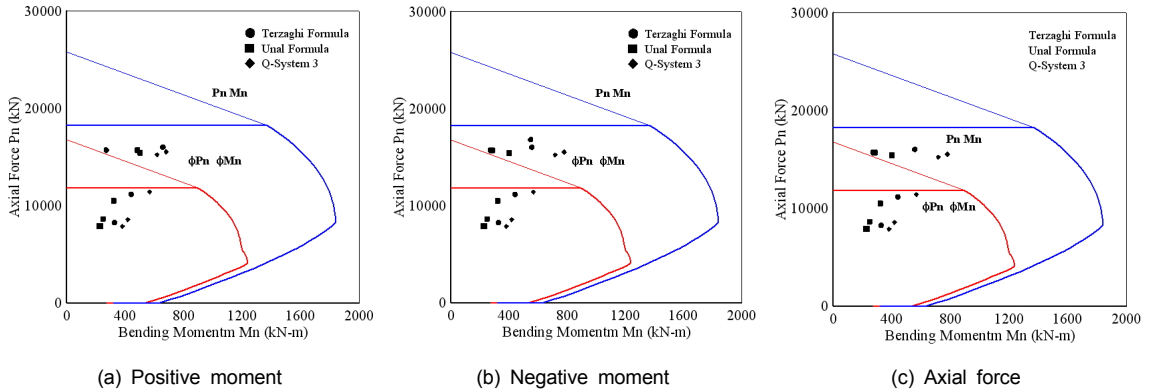 30000
Terzaghi Formula
Unal Formula
Q-System 3
Pn Mn
20000
ϕPn ϕMn
10000
0
0 400 800 1200 1600 2000
Axial Force Pn (kN)
Bending Momentm Mn (kN-m)
(a) Positive moment
30000
Terzaghi Formula
Unal Formula
Q-System 3
Pn Mn
20000
ϕPn ϕMn
10000
0
0 400 800 1200 1600 2000
Axial Force Pn (kN)
Bending Momentm Mn (kN-m)
(b) Negative moment
30000
Terzaghi Formula
Unal Formula
Q-System 3
20000
Pn Mn
ϕPn ϕMn
10000
0
0 400 800 1200 1600 2000
Axial Force Pn (kN)
Bending Momentm Mn (kN-m)
(c) Axial force